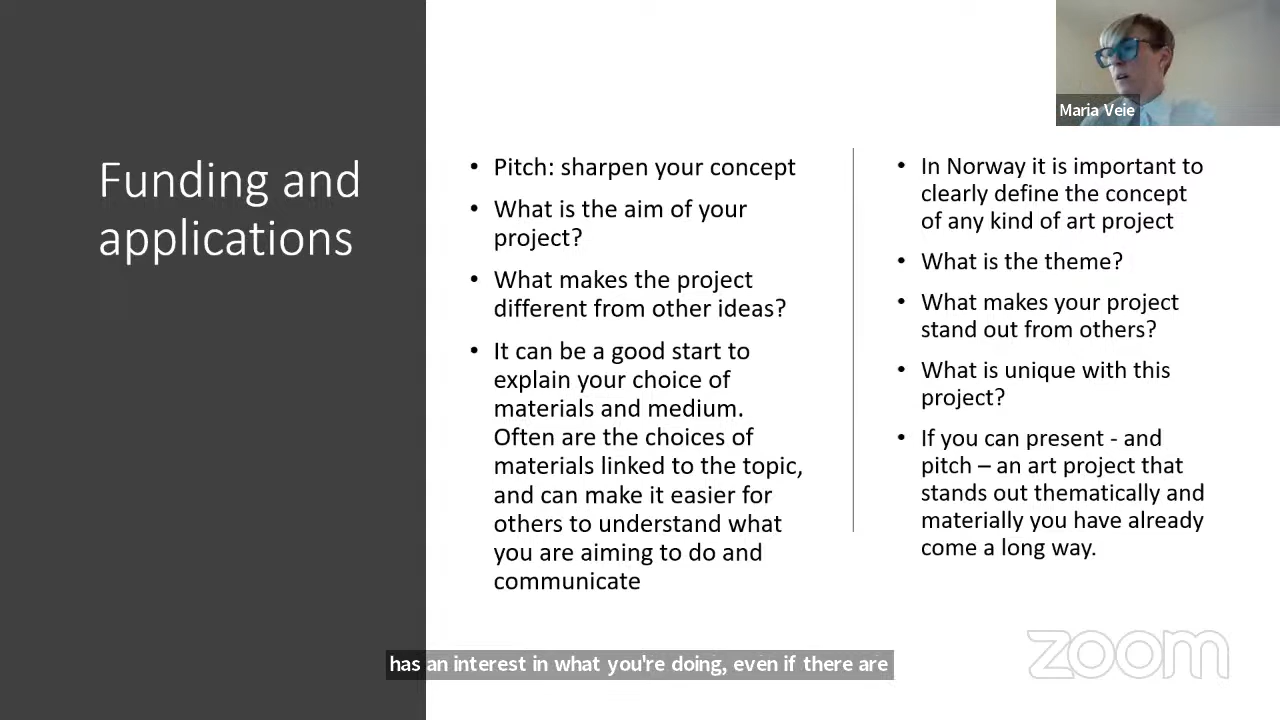 Funding and
applications
• Pitch: sharpen your concept
• What is the aim of your
project?
• What makes the project
different from other ideas?
• It can be a good start to
explain your choice of
materials and medium.
Often are the choices of
materials linked to the topic,
and can make it easier for
others to understand what
you are aiming to do and
communicate
• In Norway it is important to
clearly define the concept
of any kind of art project
• What is the theme?
• What makes your project
stand out from others?
• What is unique with this
project?
• If you can present - and
pitch – an art project that
stands out thematically and
materially you have already
come a long way.
Maria Veie
has an interest in what you're doing, even if there are
zoom